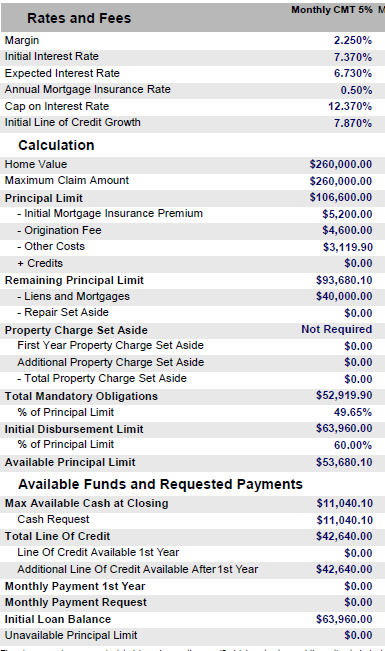 Monthly CMT 5% M
Rates and Fees
Margin 2.250%
Initial Interest Rate 7.370%
Expected Interest Rate 6.730%
Annual Mortgage Insurance Rate 0.50%
Cap on Interest Rate 12.370%
Initial Line of Credit Growth 7.870%
Calculation
Home Value $260,000.00
Maximum Claim Amount $260,000.00
Principal Limit $106,600.00
- Initial Mortgage Insurance Premium $5,200.00
- Origination Fee $4,600.00
- Other Costs $3,119.90
+ Credits $0.00
Remaining Principal Limit $93,680.10
- Liens and Mortgages $40,000.00
- Repair Set Aside $0.00
Property Charge Set Aside Not Required
First Year Property Charge Set Aside $0.00
Additional Property Charge Set Aside $0.00
- Total Property Charge Set Aside $0.00
Total Mandatory Obligations $52,919.90
% of Principal Limit 49.65%
Initial Disbursement Limit $63,960.00
% of Principal Limit 60.00%
Available Principal Limit $53,680.10
Available Funds and Requested Payments
Max Available Cash at Closing $11,040.10
Cash Request $11,040.10
Total Line Of Credit $42,640.00
Line Of Credit Available 1st Year $0.00
Additional Line Of Credit Available After 1st Year $42,640.00
Monthly Payment 1st Year $0.00
Monthly Payment Request $0.00
Initial Loan Balance $63,960.00
Unavailable Principal Limit $0.00